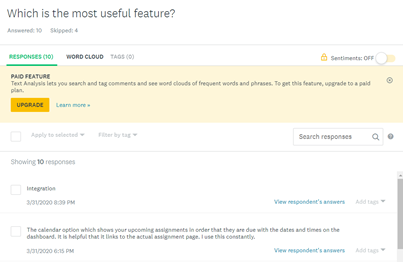 Which is the most useful feature?
Answered: 10 Skipped: 4
RESPONSES (10) WORD CLOUD TAGS (0) Sentiments: OFF
PAID FEATURE
Text Analysis lets you search and tag comments and see word clouds of frequent words and phrases. To get this feature, upgrade to a paid
plan.
UPGRADE Learn more »
Apply to selected Filter by tag Search responses
Showing 10 responses
Integration
3/31/2020 8:39 PM View respondent's answers Add tags
The calendar option which shows your upcoming assignments in order that they are due with the dates and times on the
dashboard. It is helpful that it links to the actual assignment page. I use this constantly.
3/31/2020 6:15 PM View respondent's answers Add tags